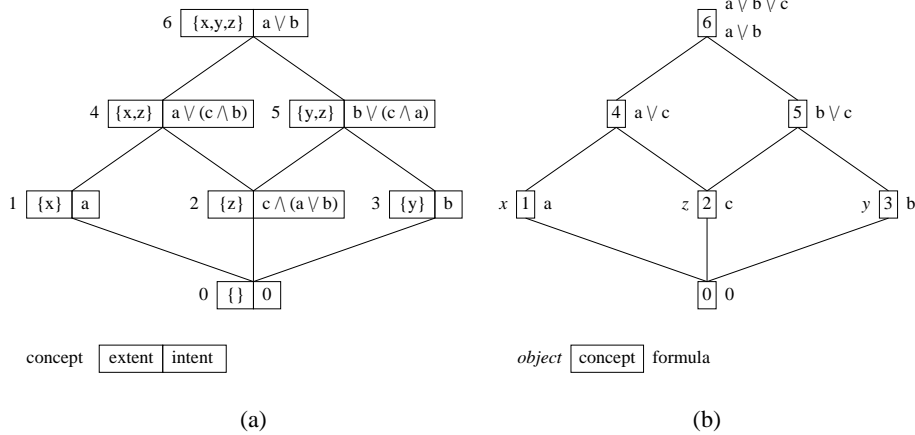 6 {x,y,z} a \/ b
4 {x,z} a \/ (c /\ b)
5 {y,z} b \/ (c /\ a)
1 {x} a
2 {z} c /\ (a \/ b)
3 {y} b
0 {} 0
concept extent intent
(a)
a \/ b \/ c
6 a \/ b
4 a \/ c
5 b \/ c
x 1 a
z 2 c
y 3 b
0 0
object concept formula
(b)